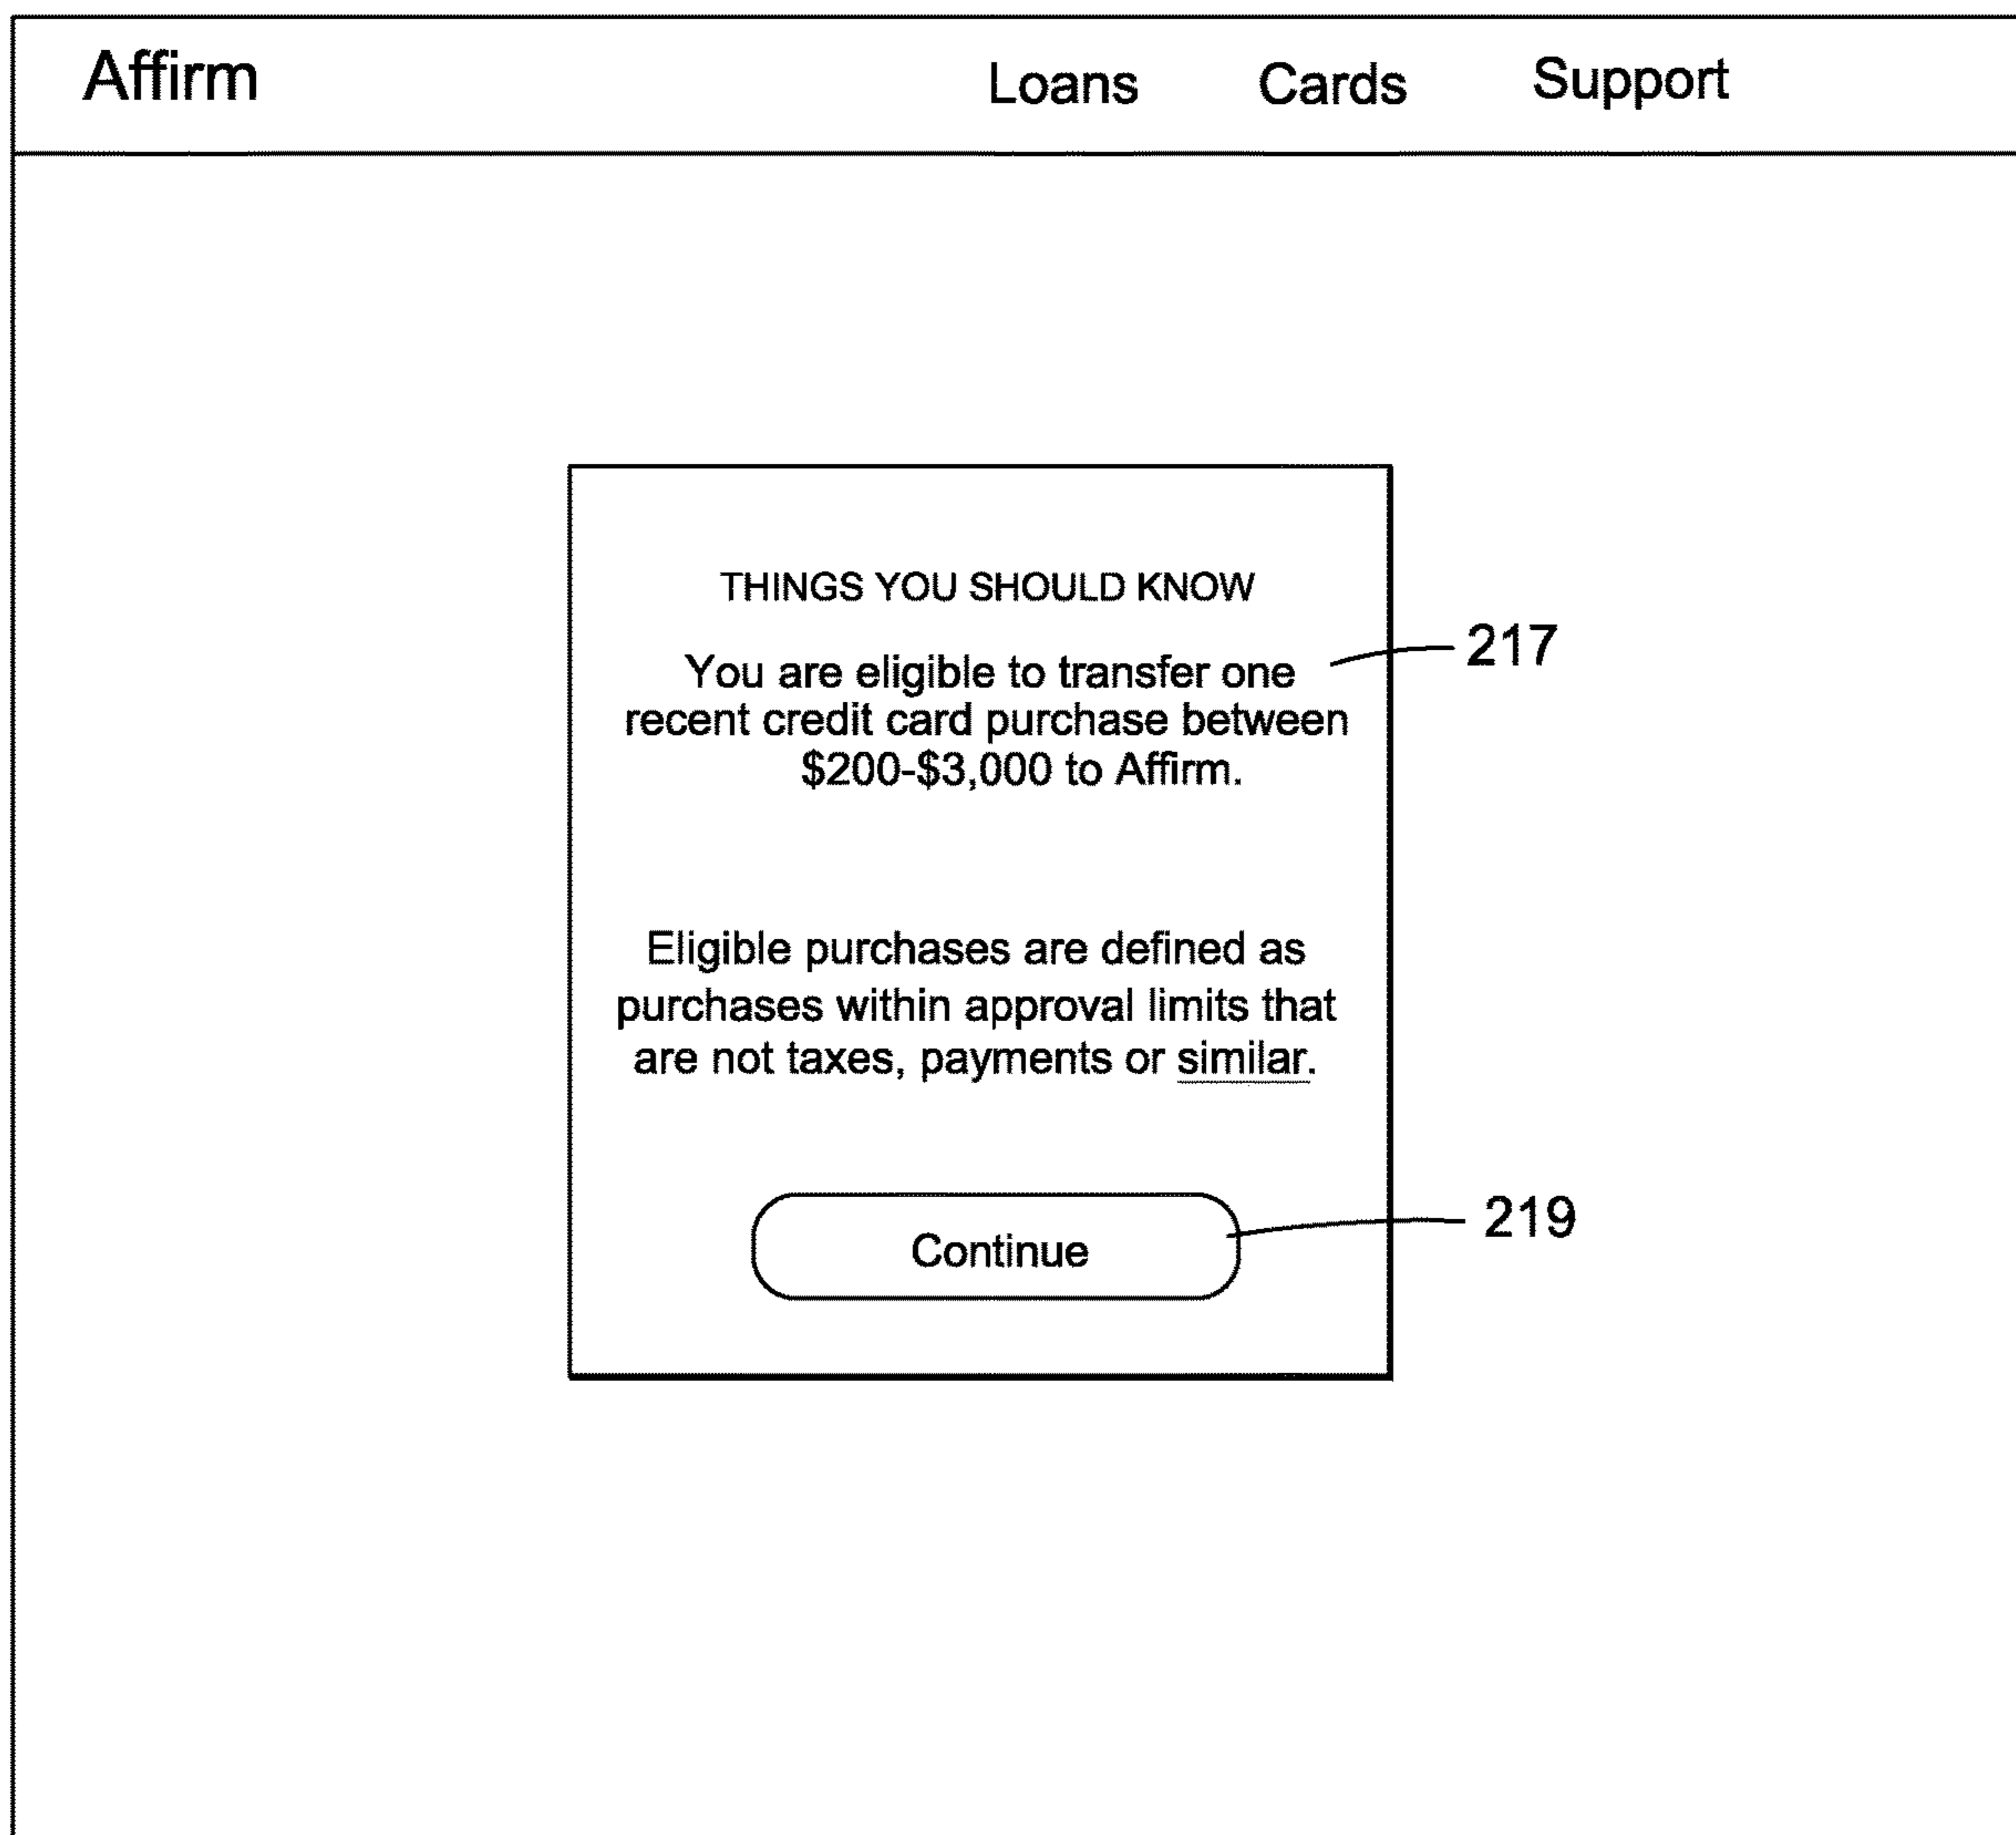 Affirm Loans Cards Support
THINGS YOU SHOULD KNOW
You are eligible to transfer one
recent credit card purchase between
$200-$3,000 to Affirm.
217
Eligible purchases are defined as
purchases within approval limits that
are not taxes, payments or similar.
Continue
219